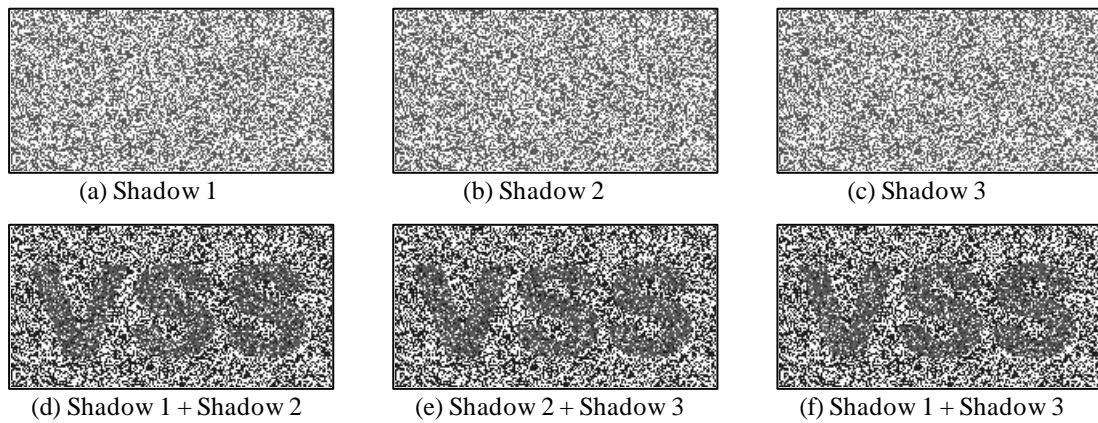 (a) Shadow 1
(b) Shadow 2
(c) Shadow 3
VSS
VSS
VSS
(d) Shadow 1 + Shadow 2
(e) Shadow 2 + Shadow 3
(f) Shadow 1 + Shadow 3